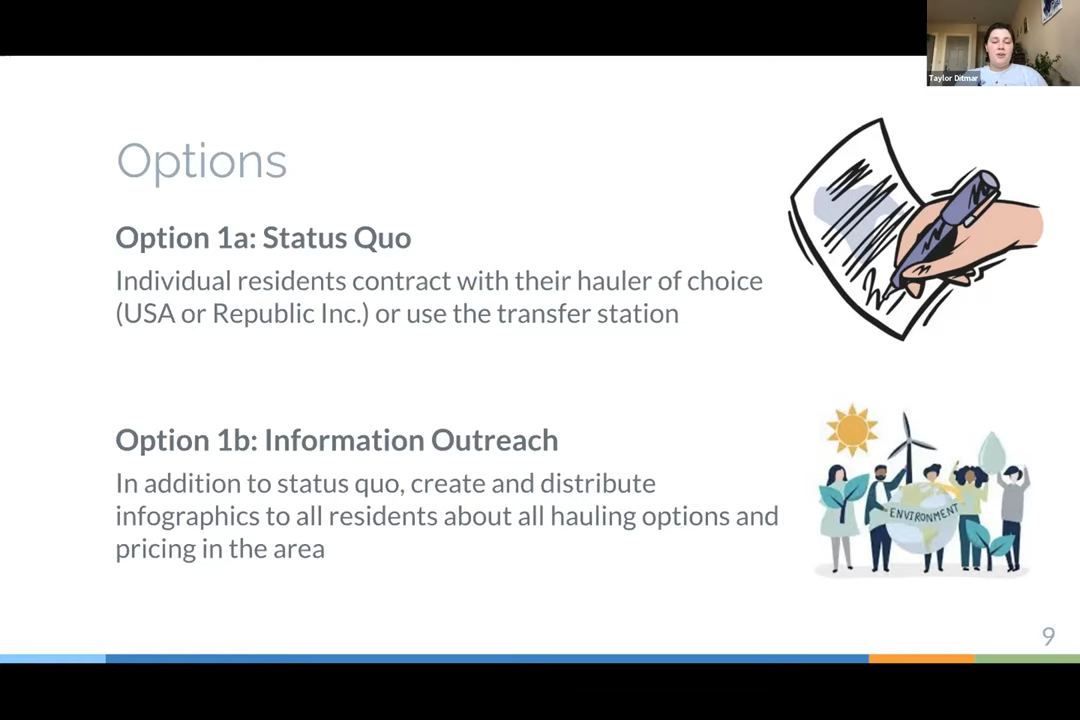 Taylor Ditmar
Options
Option 1a: Status Quo
Individual residents contract with their hauler of choice
(USA or Republic Inc.) or use the transfer station
Option 1b: Information Outreach
In addition to status quo, create and distribute
infographics to all residents about all hauling options and
pricing in the area
ENVIRONMENT
9